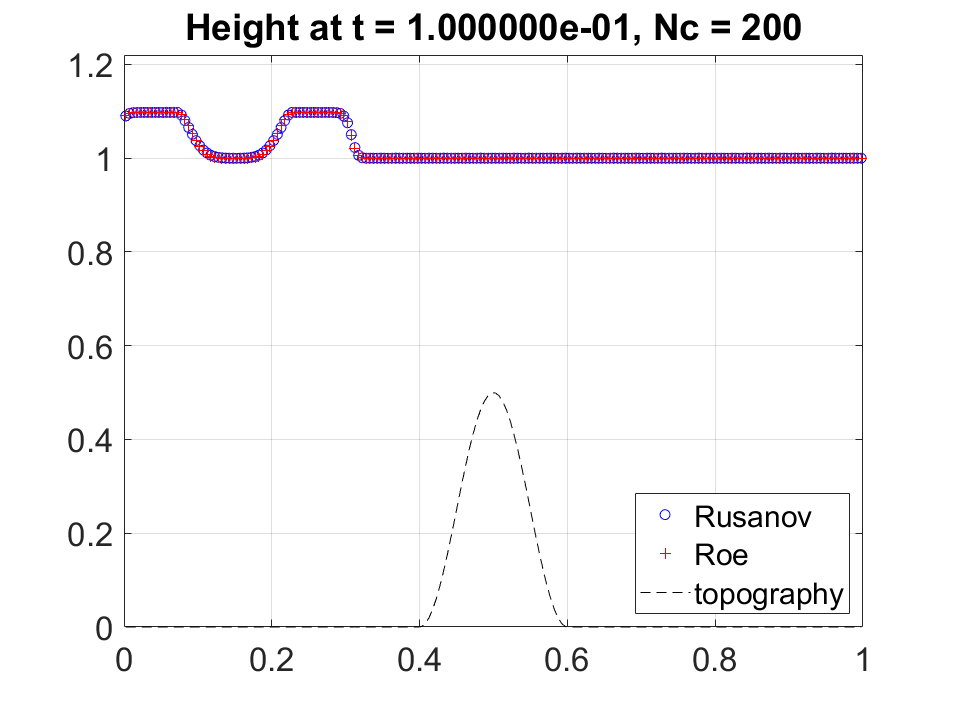 Height at t = 1.000000e-01, Nc = 200
1.2
1
0.8
0.6
0.4
0.2
0
Rusanov
Roe
topography
0 0.2 0.4 0.6 0.8 1